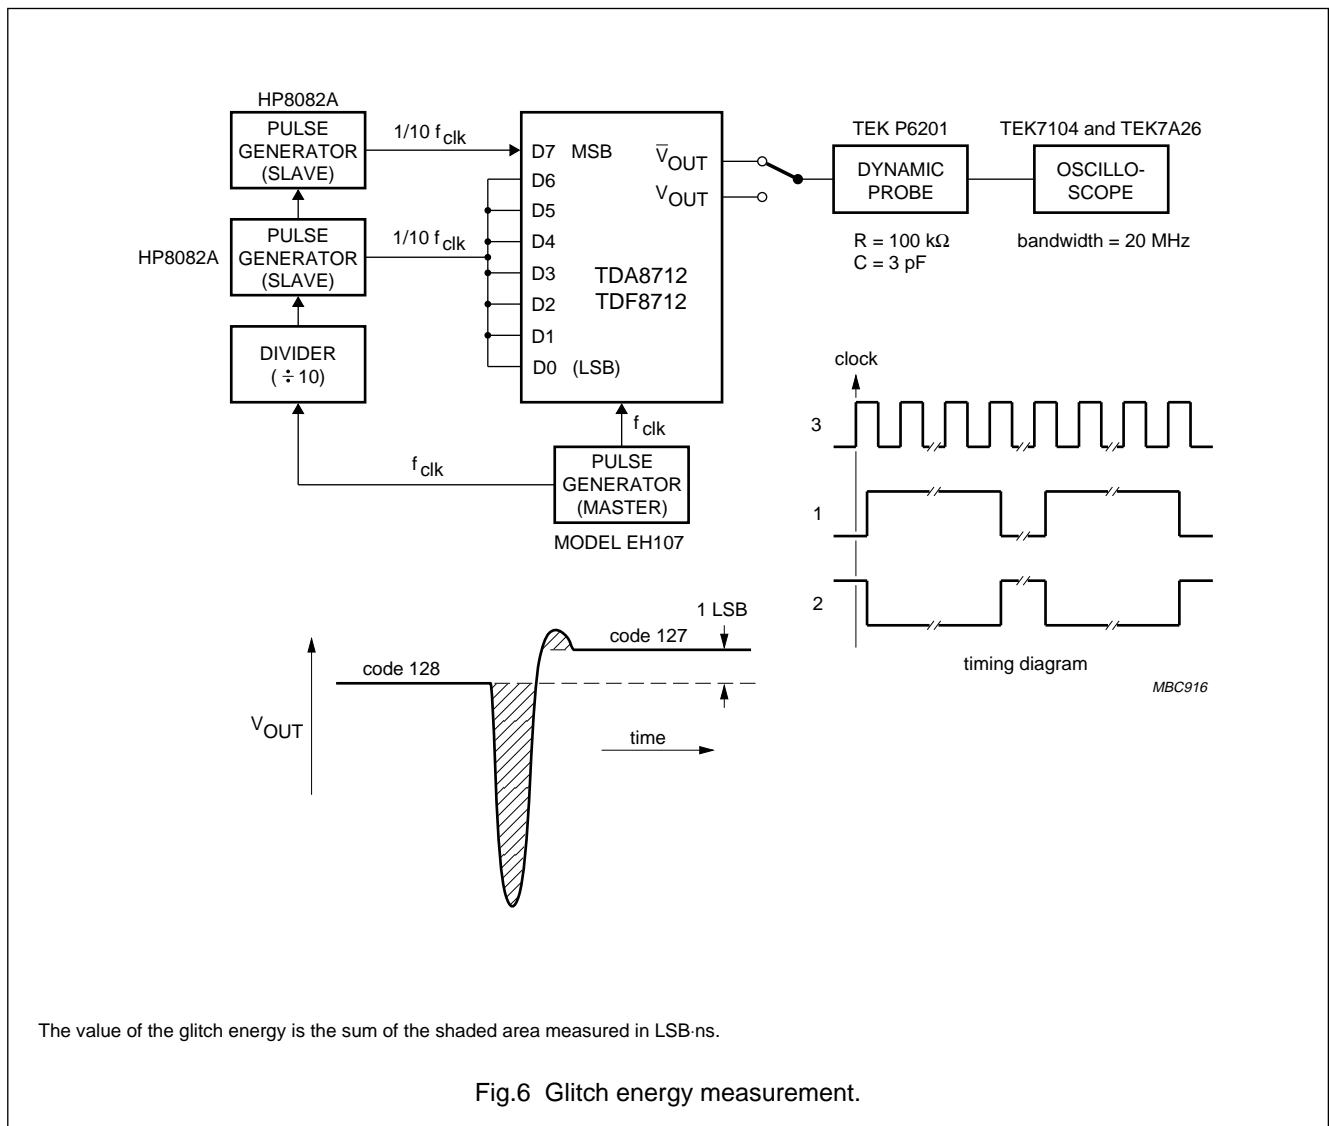 HP8082A
PULSE
GENERATOR
(SLAVE)
1/10 fclk
HP8082A
PULSE
GENERATOR
(SLAVE)
1/10 fclk
DIVIDER
(÷10)
fclk
D7 MSB
D6
D5
D4
D3
D2
D1
D0 (LSB)
TDA8712
TDF8712
V̅OUT
VOUT
fclk
PULSE
GENERATOR
(MASTER)
MODEL EH107
TEK P6201
DYNAMIC
PROBE
R = 100 kΩ
C = 3 pF
TEK7104 and TEK7A26
OSCILLO-
SCOPE
bandwidth = 20 MHz
clock
3
1
2
timing diagram
MBC916
1 LSB
code 127
code 128
VOUT
time
The value of the glitch energy is the sum of the shaded area measured in LSB·ns.
Fig.6 Glitch energy measurement.